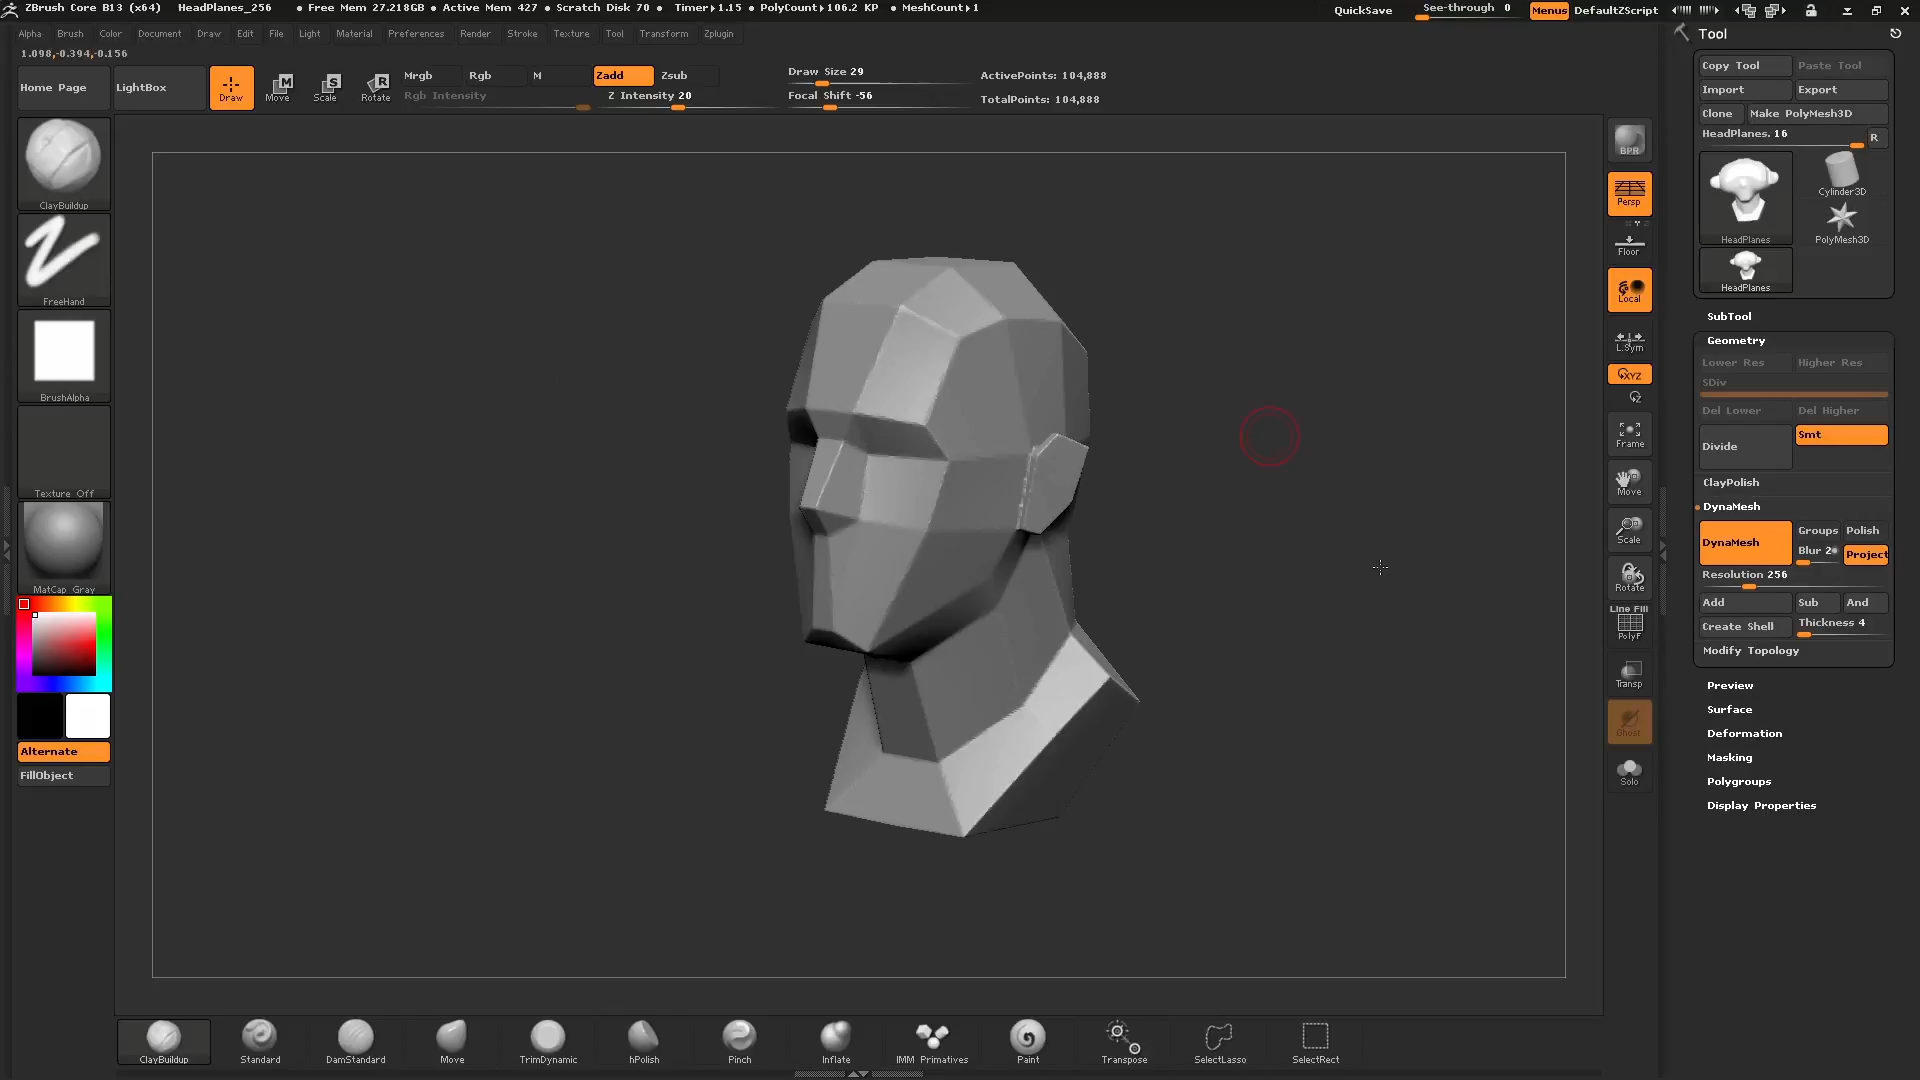 ZBrush Core B13 (x64) HeadPlanes_256 • Free Mem 27.218GB • Active Mem 427 • Scratch Disk 70 • Timer▸1.15 • PolyCount▸106.2 KP • MeshCount▸1 QuickSave See-through 0 Menus DefaultZScript
Alpha Brush Color Document Draw Edit File Light Material Preferences Render Stroke Texture Tool Transform Zplugin
1.098,-0.394,-0.156
Home Page LightBox Draw Move Scale Rotate
Mrgb Rgb M Zadd Zsub
Rgb Intensity Z Intensity 20
Draw Size 29
Focal Shift -56
ActivePoints: 104,888
TotalPoints: 104,888
ClayBuildup
FreeHand
BrushAlpha
Texture Off
MatCap Gray
Alternate
FillObject
BPR
Persp
Floor
Local
L.Sym
XYZ
Frame
Move
Scale
Rotate
Line Fill
PolyF
Transp
Ghost
Solo
Tool
Copy Tool Paste Tool
Import Export
Clone Make PolyMesh3D
HeadPlanes. 16 R
HeadPlanes
Cylinder3D
PolyMesh3D
HeadPlanes
SubTool
Geometry
Lower Res Higher Res
SDiv
Del Lower Del Higher
Divide Smt
ClayPolish
DynaMesh
DynaMesh Groups Polish
Blur 2 Project
Resolution 256
Add Sub And
Create Shell Thickness 4
Modify Topology
Preview
Surface
Deformation
Masking
Polygroups
Display Properties
ClayBuildup Standard DamStandard Move TrimDynamic hPolish Pinch Inflate IMM Primitives Paint Transpose SelectLasso SelectRect